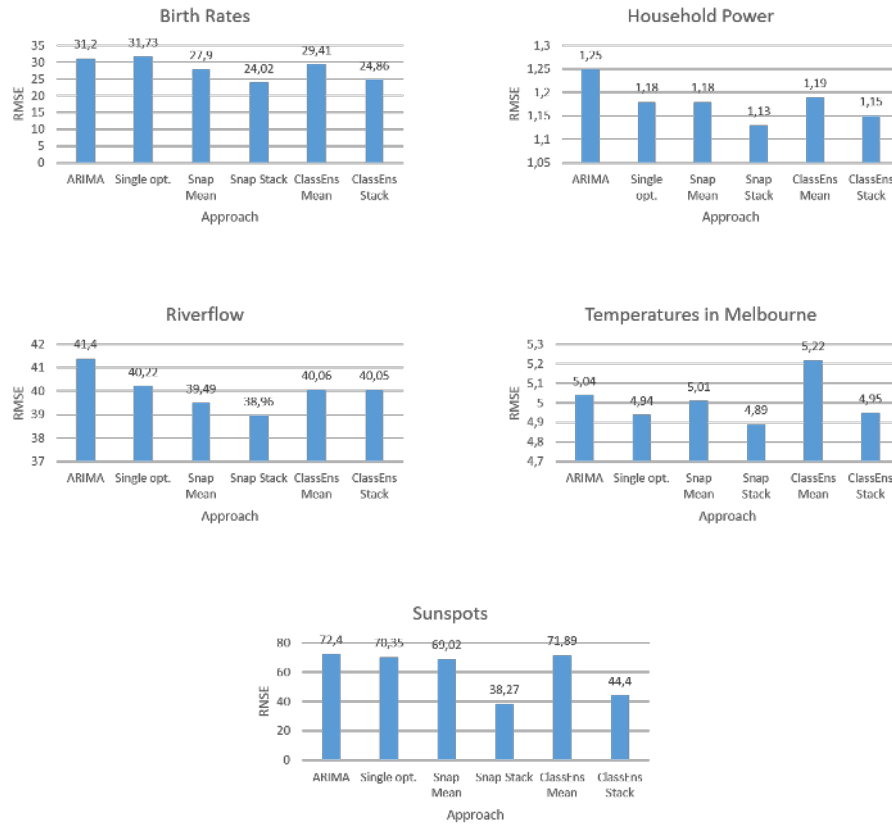 Birth Rates
35
30
25
20
15
10
5
0
RMSE
31,2
31,73
27,9
24,02
29,41
24,86
ARIMA
Single opt.
Snap Mean
Snap Stack
ClassEns Mean
ClassEns Stack
Approach
Household Power
1,3
1,25
1,2
1,15
1,1
1,05
RMSE
1,25
1,18
1,18
1,13
1,19
1,15
ARIMA
Single opt.
Snap Mean
Snap Stack
ClassEns Mean
ClassEns Stack
Approach
Riverflow
42
41
40
39
38
37
RMSE
41,4
40,22
39,49
38,96
40,06
40,05
ARIMA
Single opt.
Snap Mean
Snap Stack
ClassEns Mean
ClassEns Stack
Approach
Temperatures in Melbourne
5,3
5,2
5,1
5
4,9
4,8
4,7
RMSE
5,04
4,94
5,01
4,89
5,22
4,95
ARIMA
Single opt.
Snap Mean
Snap Stack
ClassEns Mean
ClassEns Stack
Approach
Sunspots
80
60
40
20
0
RNSE
72,4
70,35
69,02
38,27
71,89
44,4
ARIMA
Single opt.
Snap Mean
Snap Stack
ClassEns Mean
ClassEns Stack
Approach